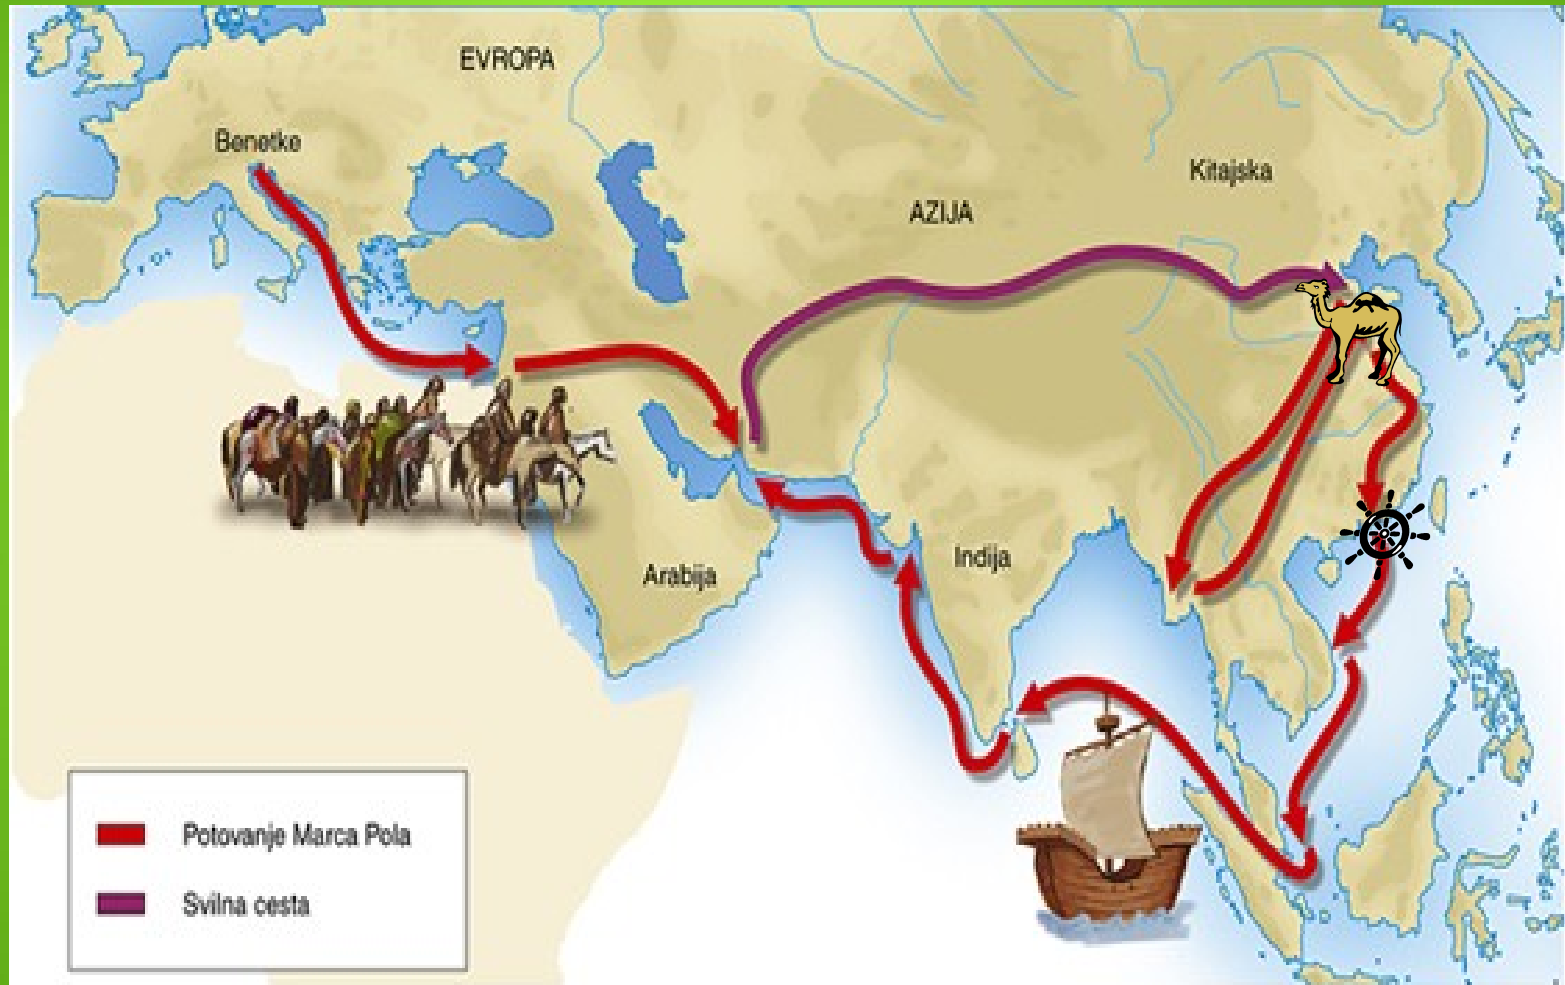 EVROPA
Benetke
Kitajska
AZIJA
Indija
Arabija
Potovanje Marca Pola
Svilna cesta